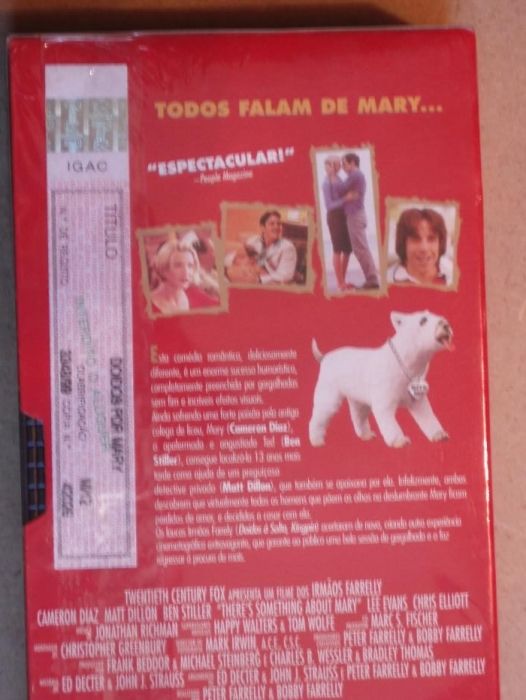 TODOS FALAM DE MARY...
"ESPECTACULAR!"
—People Magazine
IGAC
TÍTULO
DOIDOS POR MARY
Nº DE REGISTO
CLASSIFICAÇÃO
CÓPIA N.º
Esta comédia romântica, deliciosamente
diferente, é um enorme sucesso humorístico,
completamente preenchida por gargalhadas
sem fim e incríveis efeitos visuais.
Ainda sofrendo uma forte paixão pela antiga
colega de liceu, Mary (Cameron Diaz),
o apalermado e angustiado Ted (Ben
Stiller), consegue localizá-la 13 anos mais
tarde com a ajuda de um preguiçoso
detective privado (Matt Dillon), que também se apaixona por ela. Infelizmente, ambos
descobrem que virtualmente todos os homens que põem os olhos na deslumbrante Mary ficam
perdidos de amor, e decididos a casar com ela.
Os loucos Irmãos Farrely (Doidos à Solta, Kingpin) acertaram de novo, criando outra experiência
cinematográfica extravagante, que garante ao público uma bela sessão de gargalhada e o faz
regressar à procura de mais.
TWENTIETH CENTURY FOX APRESENTA UM FILME DOS IRMÃOS FARRELLY
CAMERON DIAZ MATT DILLON BEN STILLER "THERE'S SOMETHING ABOUT MARY" LEE EVANS CHRIS ELLIOTT
JONATHAN RICHMAN HAPPY WALTERS & TOM WOLFE MARC S. FISCHER
CHRISTOPHER GREENBURY MARK IRWIN A.C.E. C.S.C. PETER FARRELLY & BOBBY FARRELLY
FRANK BEDDOR & MICHAEL STEINBERG & CHARLES B. WESSLER & BRADLEY THOMAS
ED DECTER & JOHN J. STRAUSS ED DECTER & JOHN J. STRAUSS & PETER FARRELLY & BOBBY FARRELLY
PETER FARRELLY & BOBBY FARRELLY